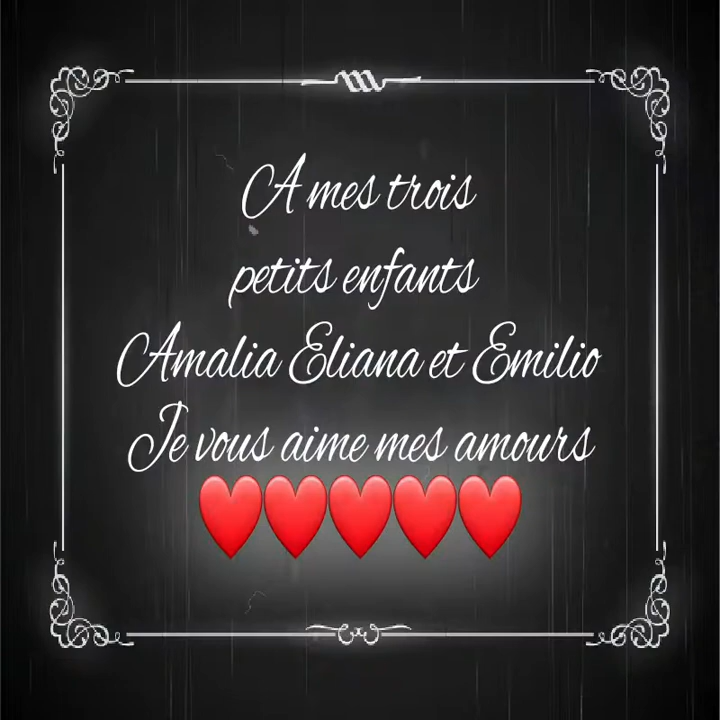 A mes trois
petits enfants
Amalia Eliana et Emilio
Je vous aime mes amours
❤️❤️❤️❤️❤️